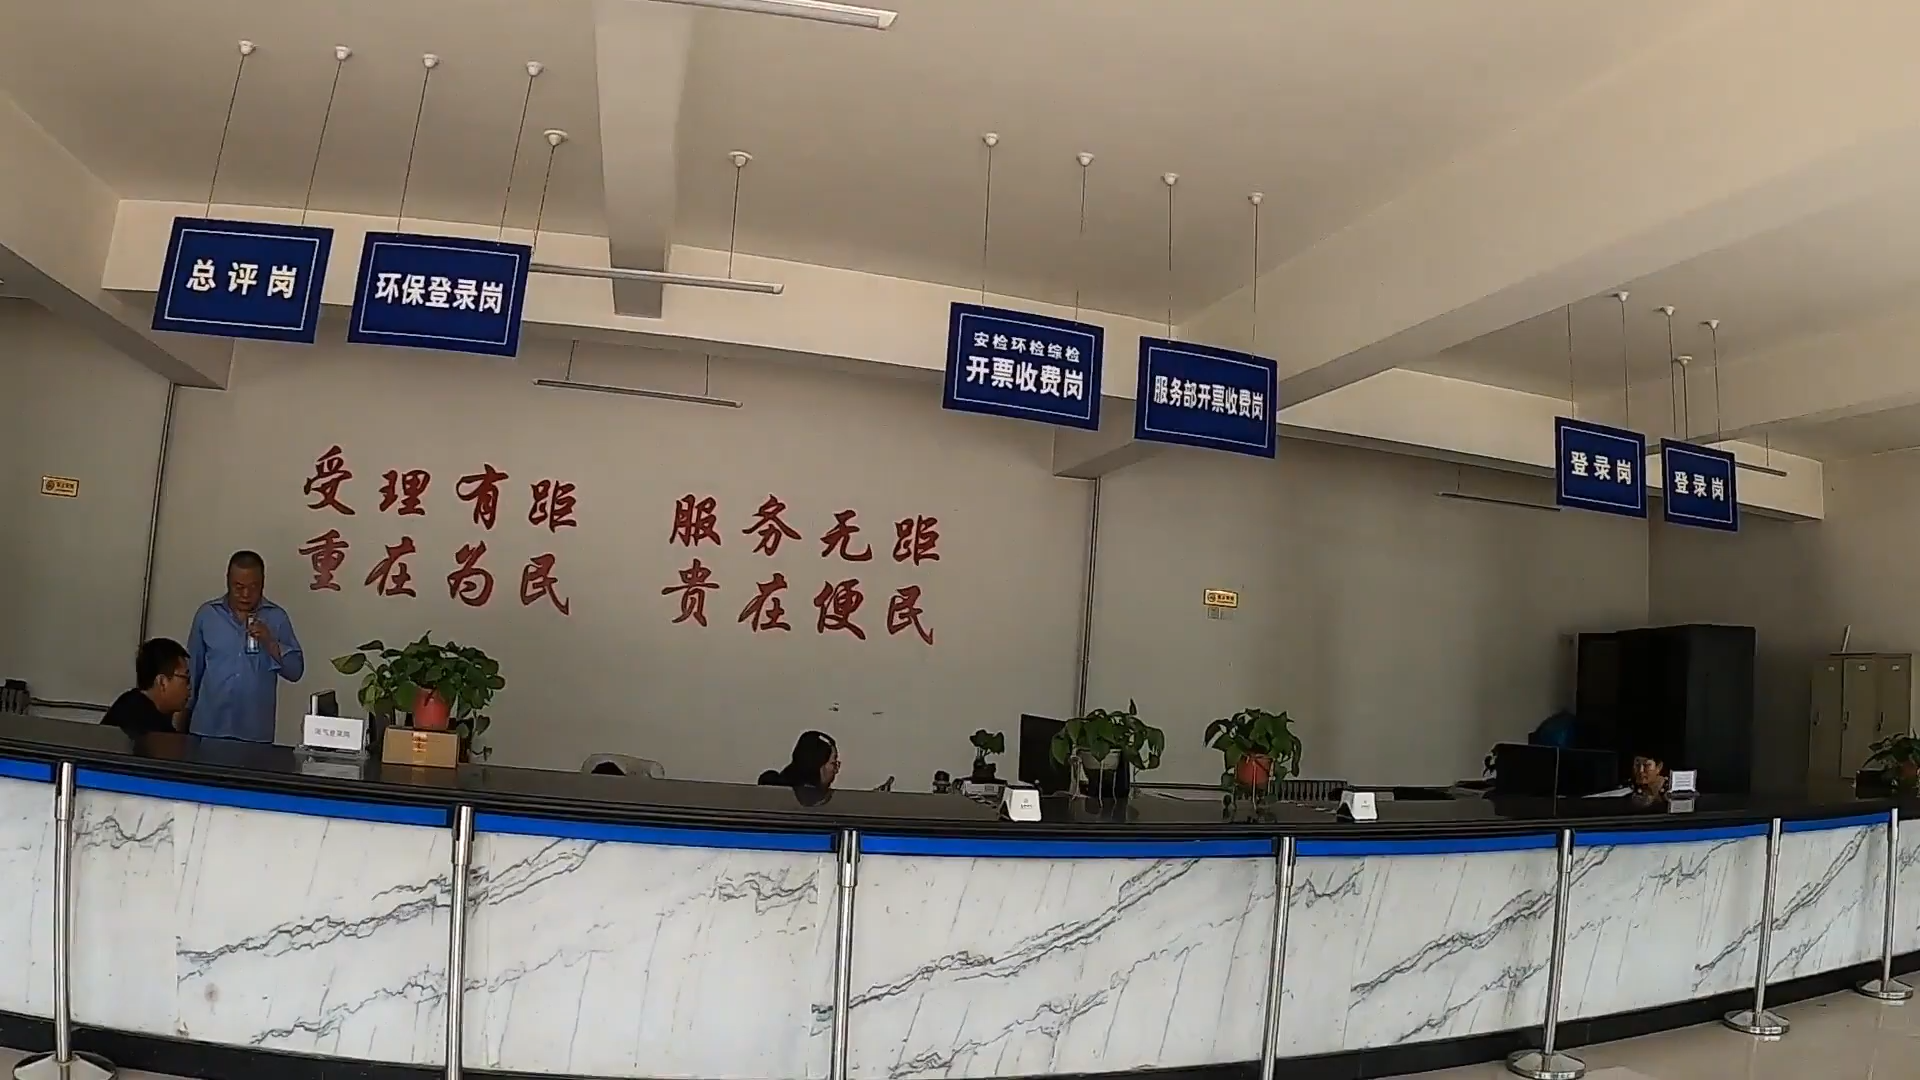 总评岗
环保登录岗
安检环检综检
开票收费岗
服务部开票收费岗
登录岗
登录岗
受理有距 服务无距
重在为民 贵在便民